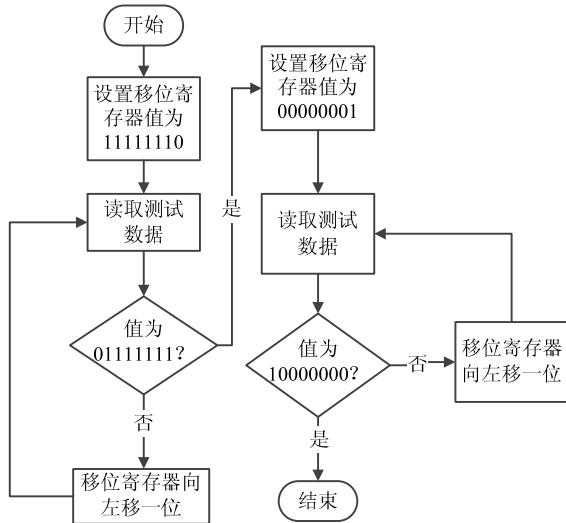 开始
设置移位寄
存器值为
11111110
读取测试
数据
值为
01111111?
否
移位寄存器向
左移一位
是
设置移位寄
存器值为
00000001
读取测试
数据
值为
10000000?
否
移位寄存器
向左移一位
是
结束